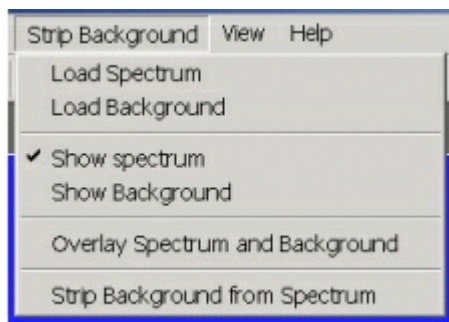 Strip Background View Help
Load Spectrum
Load Background
Show spectrum
Show Background
Overlay Spectrum and Background
Strip Background from Spectrum